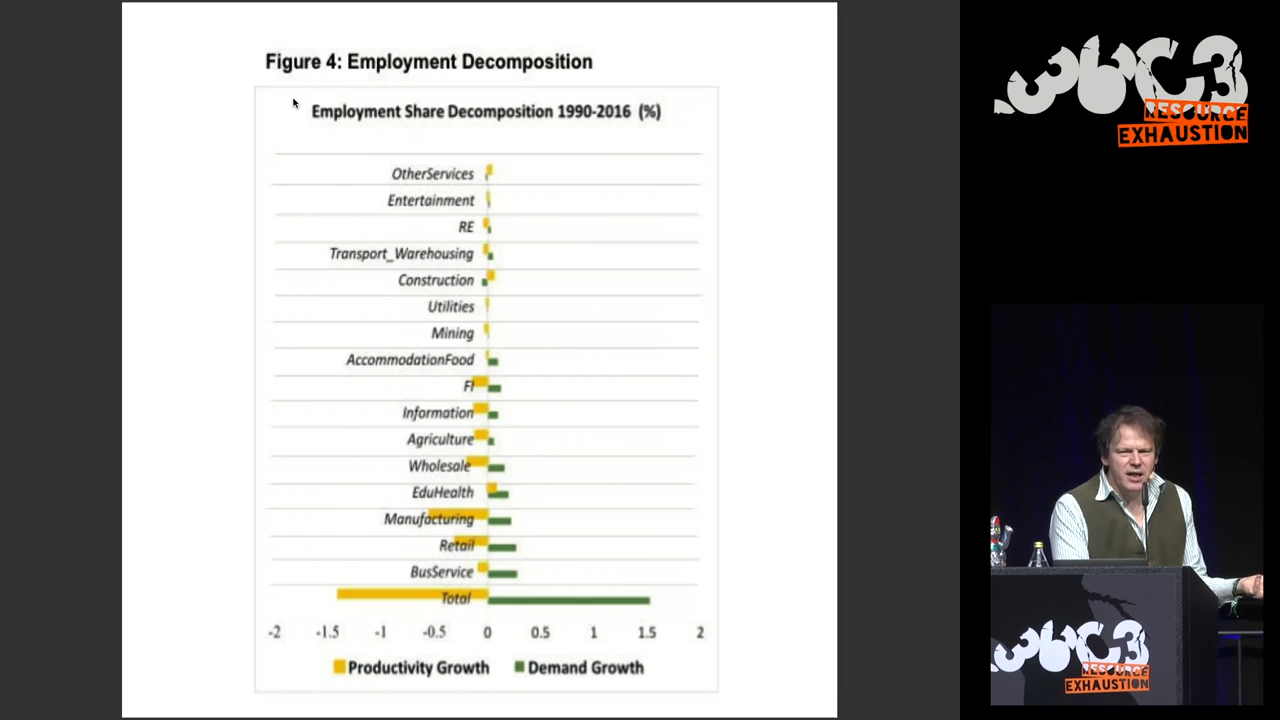 Figure 4: Employment Decomposition
Employment Share Decomposition 1990-2016 (%)
OtherServices
Entertainment
RE
Transport_Warehousing
Construction
Utilities
Mining
AccommodationFood
FI
Information
Agriculture
Wholesale
EduHealth
Manufacturing
Retail
BusService
Total
-2 -1.5 -1 -0.5 0 0.5 1 1.5 2
Productivity Growth Demand Growth
36C3
RESOURCE
EXHAUSTION
36C3
RESOURCE
EXHAUSTION